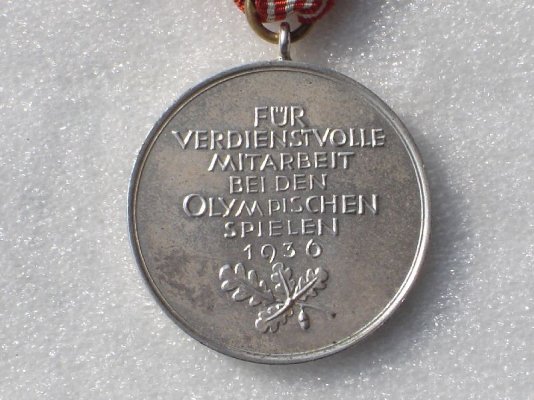 FÜR
VERDIENSTVOLLE
MITARBEIT
BEI DEN
OLYMPISCHEN
SPIELEN
1936